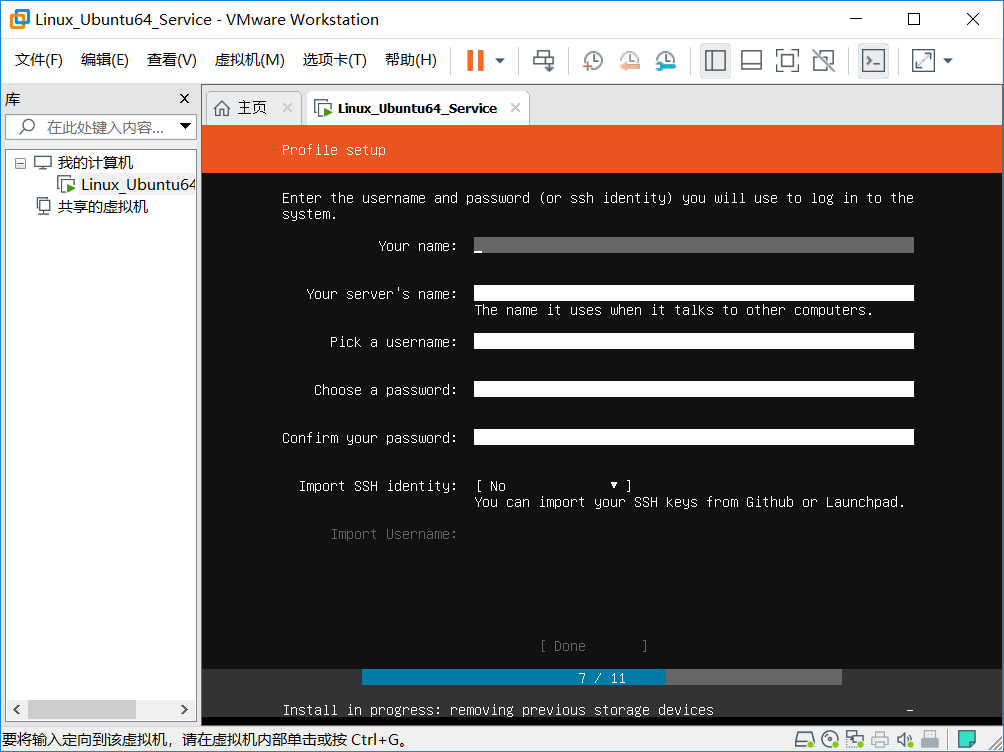 Linux_Ubuntu64_Service - VMware Workstation
文件(F) 编辑(E) 查看(V) 虚拟机(M) 选项卡(T) 帮助(H)
库
在此处键入内容...
我的计算机
Linux_Ubuntu64
共享的虚拟机
主页
Linux_Ubuntu64_Service
Profile setup
Enter the username and password (or ssh identity) you will use to log in to the
system.
Your name:
Your server's name:
The name it uses when it talks to other computers.
Pick a username:
Choose a password:
Confirm your password:
Import SSH identity: [ No ▼ ]
You can import your SSH keys from Github or Launchpad.
Import Username:
[ Done ]
7 / 11
Install in progress: removing previous storage devices -
要将输入定向到该虚拟机，请在虚拟机内部单击或按 Ctrl+G。